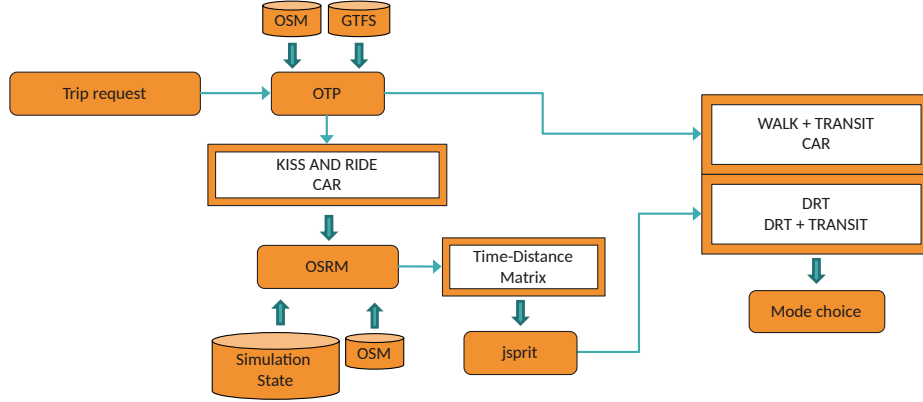 OSM
GTFS
Trip request
OTP
WALK + TRANSIT
CAR
KISS AND RIDE
CAR
DRT
DRT + TRANSIT
OSRM
Time-Distance
Matrix
Mode choice
Simulation
State
OSM
jsprit